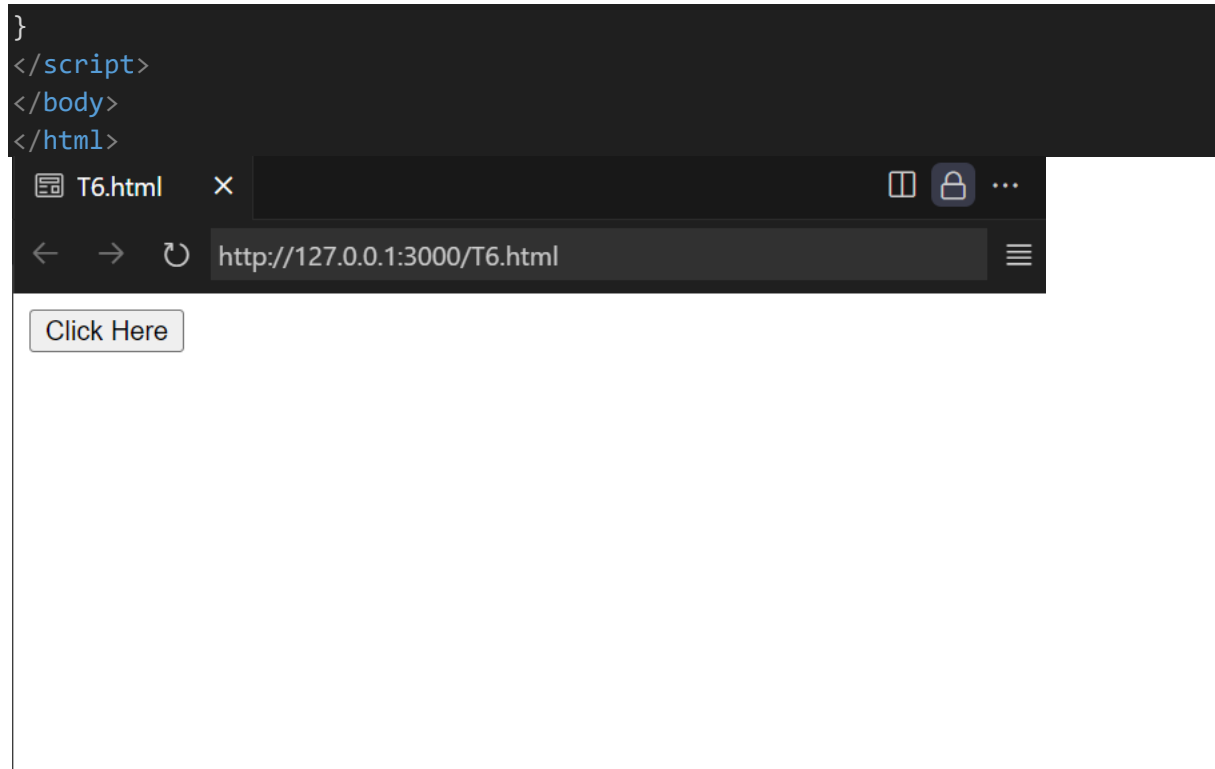 }
</script>
</body>
</html>
T6.html
http://127.0.0.1:3000/T6.html
Click Here